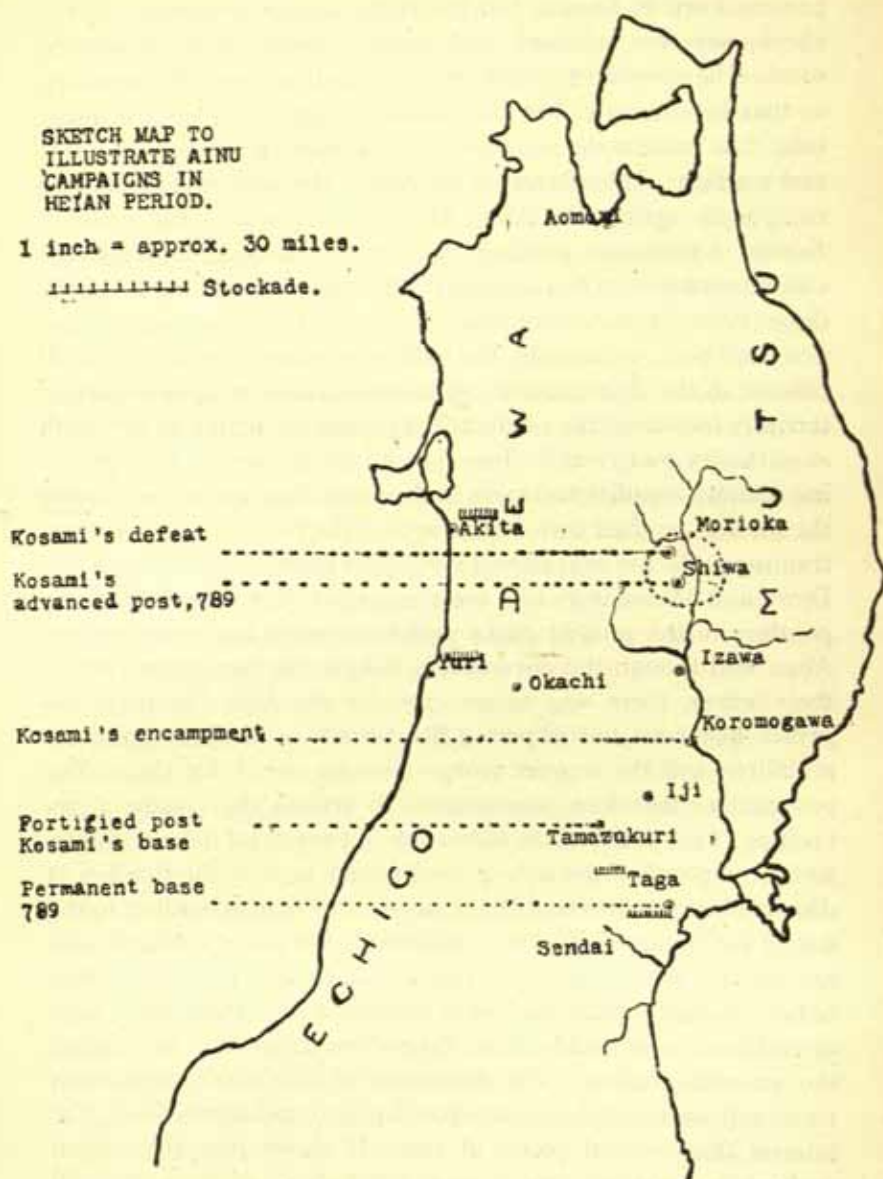 SKETCH MAP TO
ILLUSTRATE AINU
CAMPAIGNS IN
HEIAN PERIOD.
1 inch = approx. 30 miles.
Stockade.
Aomori
DEWA
MUTSU
Akita
Morioka
Kosami's defeat
Shiwa
Kosami's
advanced post, 789
Yuri
Okachi
Izawa
Koromogawa
Kosami's encampment
Iji
Fortified post
Kosami's base
Tamazukuri
Taga
Permanent base
789
Sendai
ECHIGO